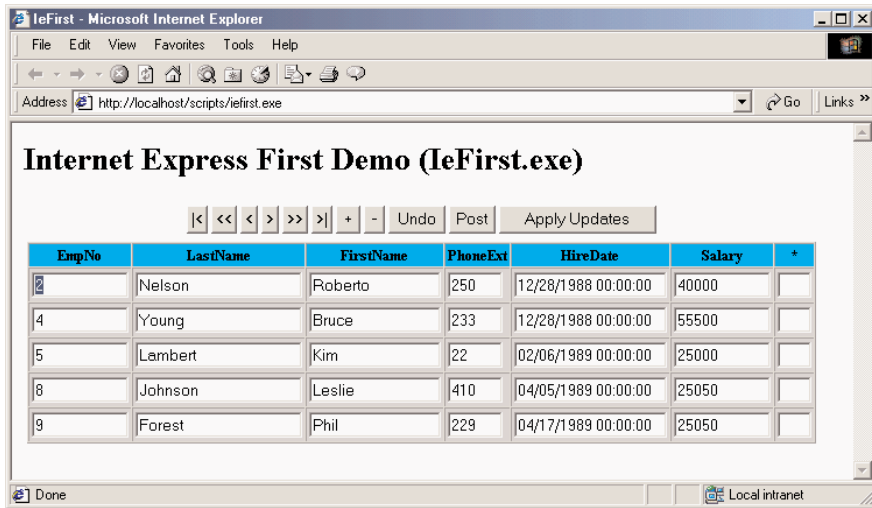 IeFirst - Microsoft Internet Explorer
File Edit View Favorites Tools Help
Address http://localhost/scripts/iefirst.exe Go Links »
Internet Express First Demo (IeFirst.exe)
|< << < > >> >| + - Undo Post Apply Updates
EmpNo LastName FirstName PhoneExt HireDate Salary *
2 Nelson Roberto 250 12/28/1988 00:00:00 40000
4 Young Bruce 233 12/28/1988 00:00:00 55500
5 Lambert Kim 22 02/06/1989 00:00:00 25000
8 Johnson Leslie 410 04/05/1989 00:00:00 25050
9 Forest Phil 229 04/17/1989 00:00:00 25050
Done Local intranet